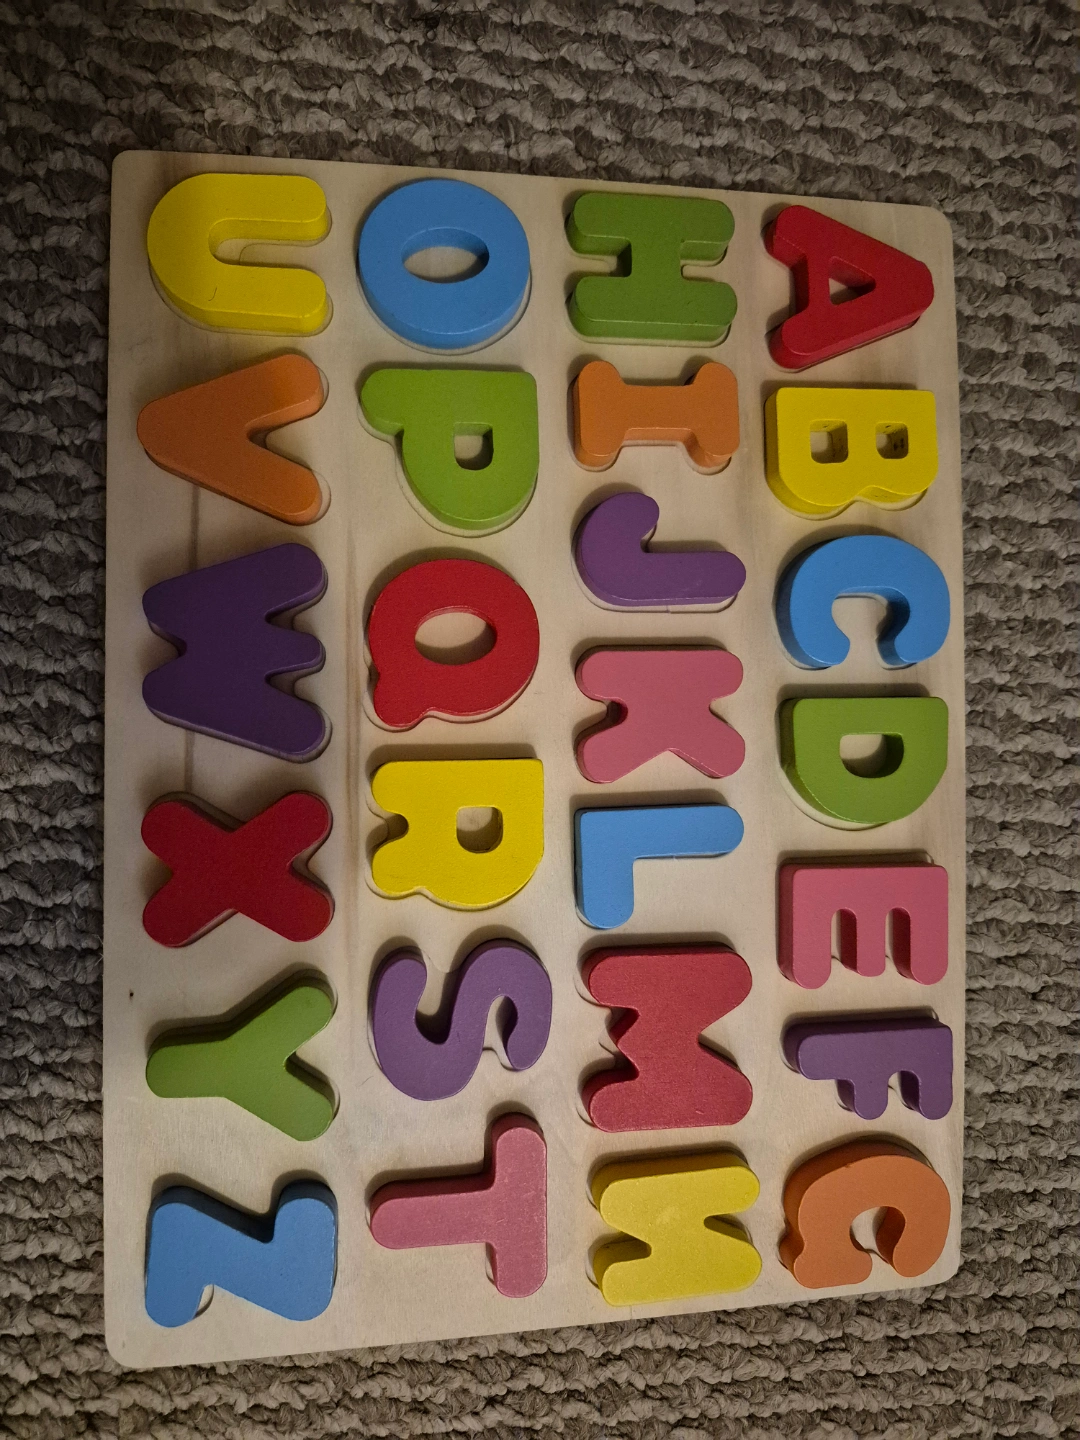 ABCDEFG
HIJKLMN
OPQRST
UVWXYZ